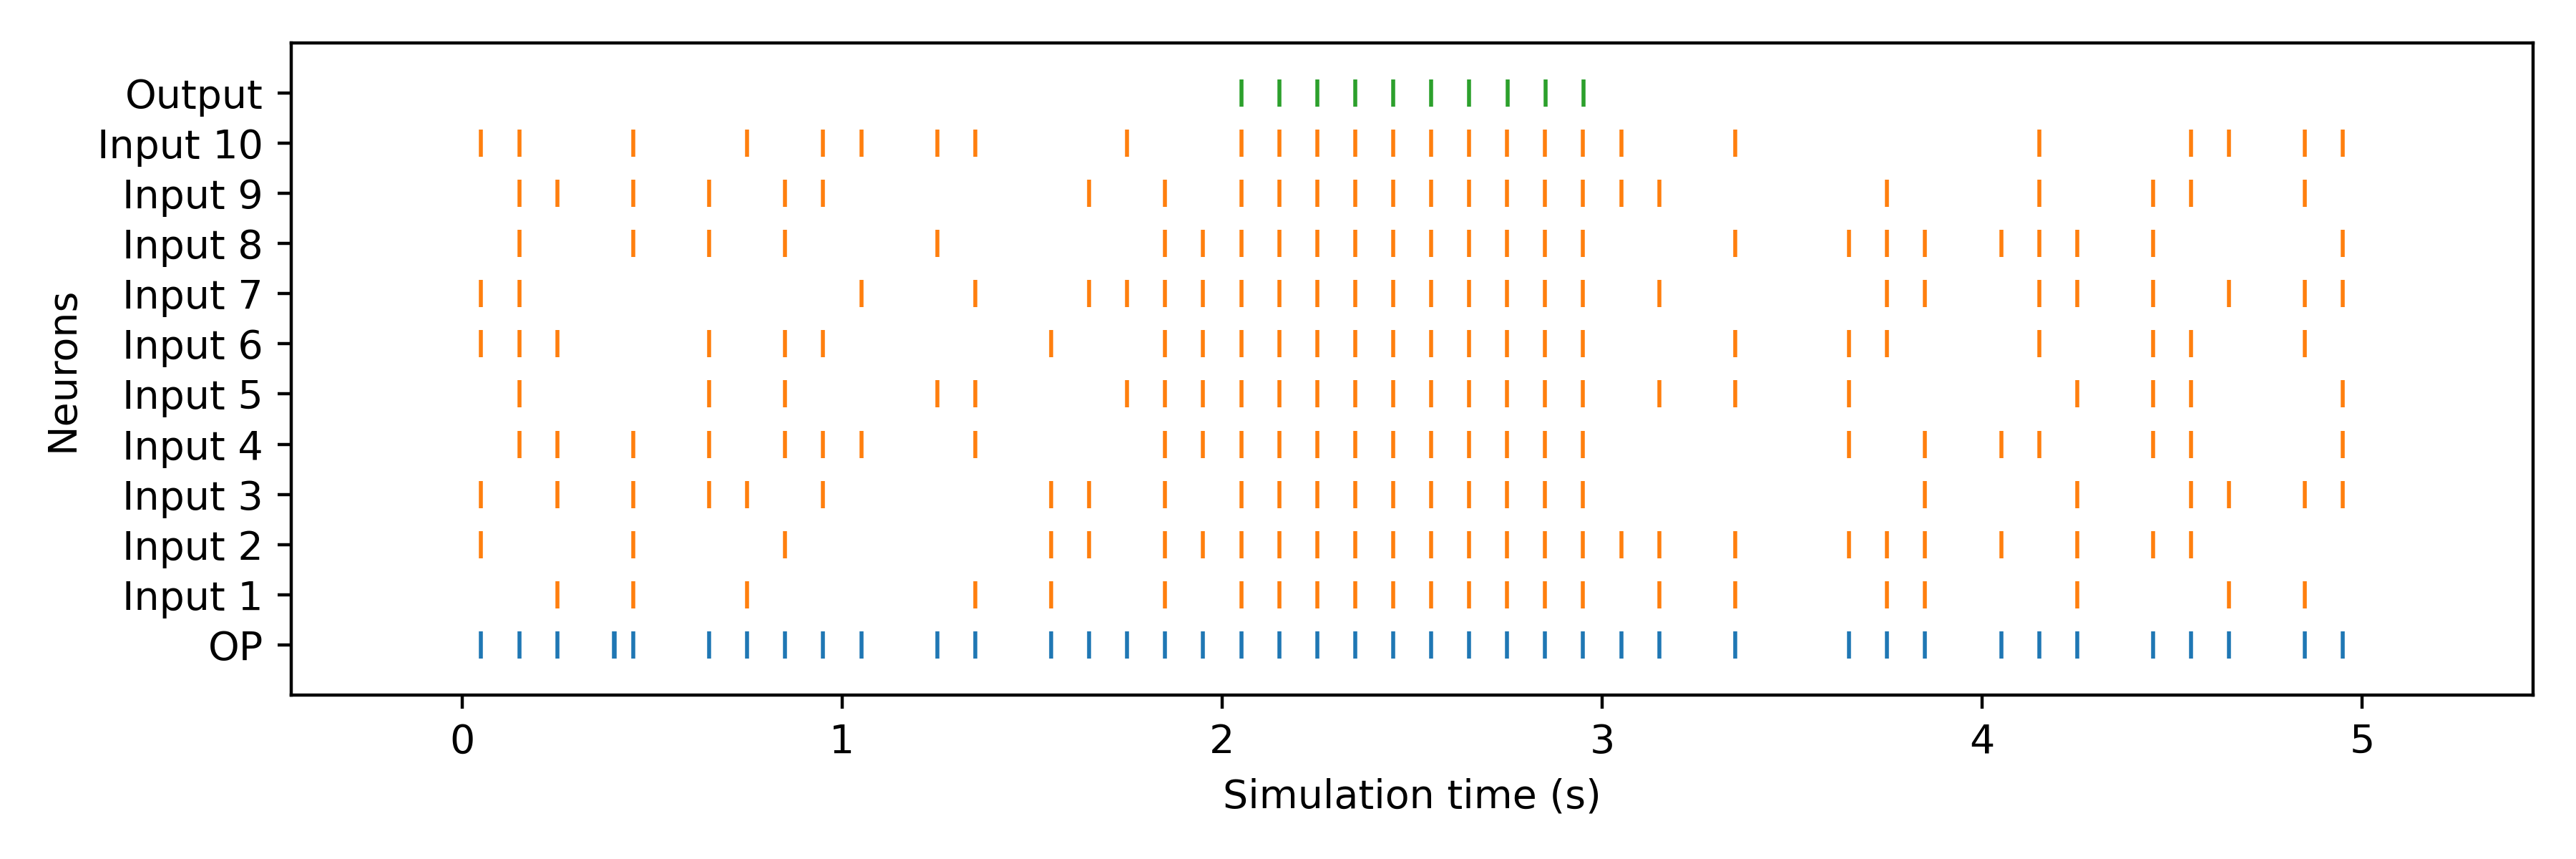 Output
Input 10
Input 9
Input 8
Input 7
Input 6
Input 5
Input 4
Input 3
Input 2
Input 1
OP
Neurons
0 1 2 3 4 5
Simulation time (s)